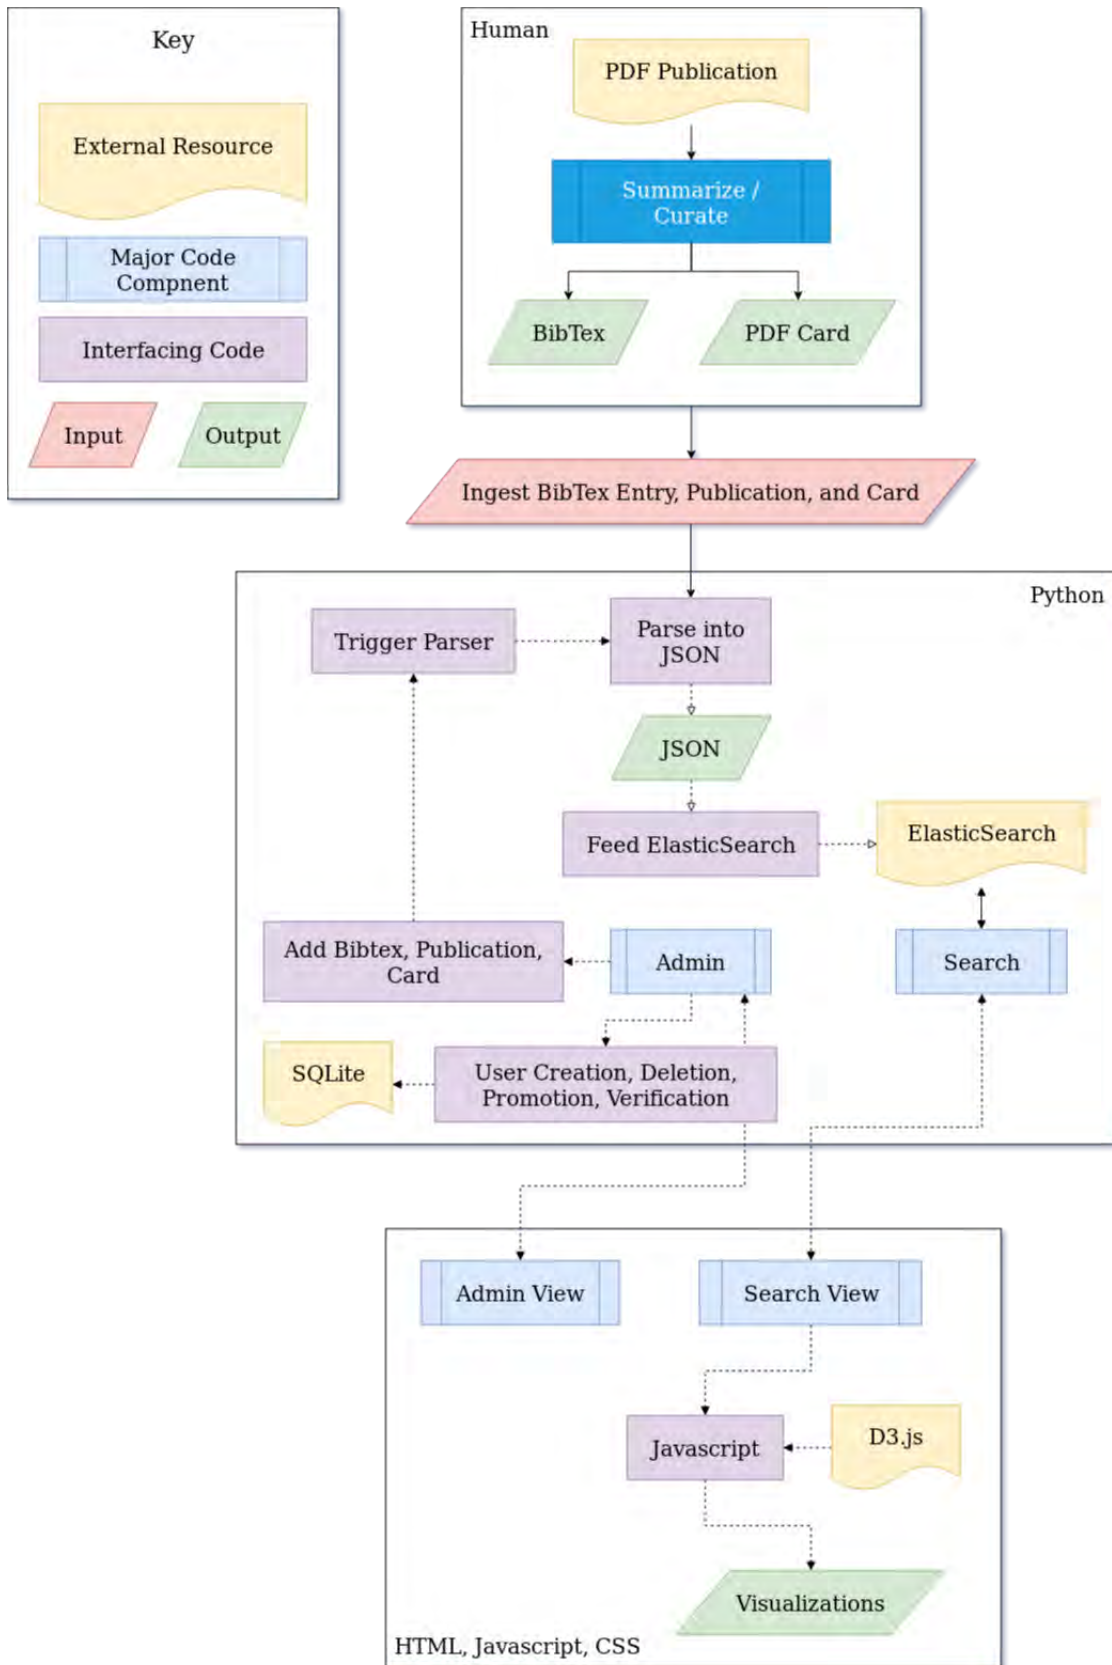 Key
External Resource
Major Code
Compnent
Interfacing Code
Input
Output
Human
PDF Publication
Summarize /
Curate
BibTex
PDF Card
Ingest BibTex Entry, Publication, and Card
Python
Trigger Parser
Parse into
JSON
JSON
Feed ElasticSearch
ElasticSearch
Add Bibtex, Publication,
Card
Admin
Search
SQLite
User Creation, Deletion,
Promotion, Verification
Admin View
Search View
Javascript
D3.js
Visualizations
HTML, Javascript, CSS